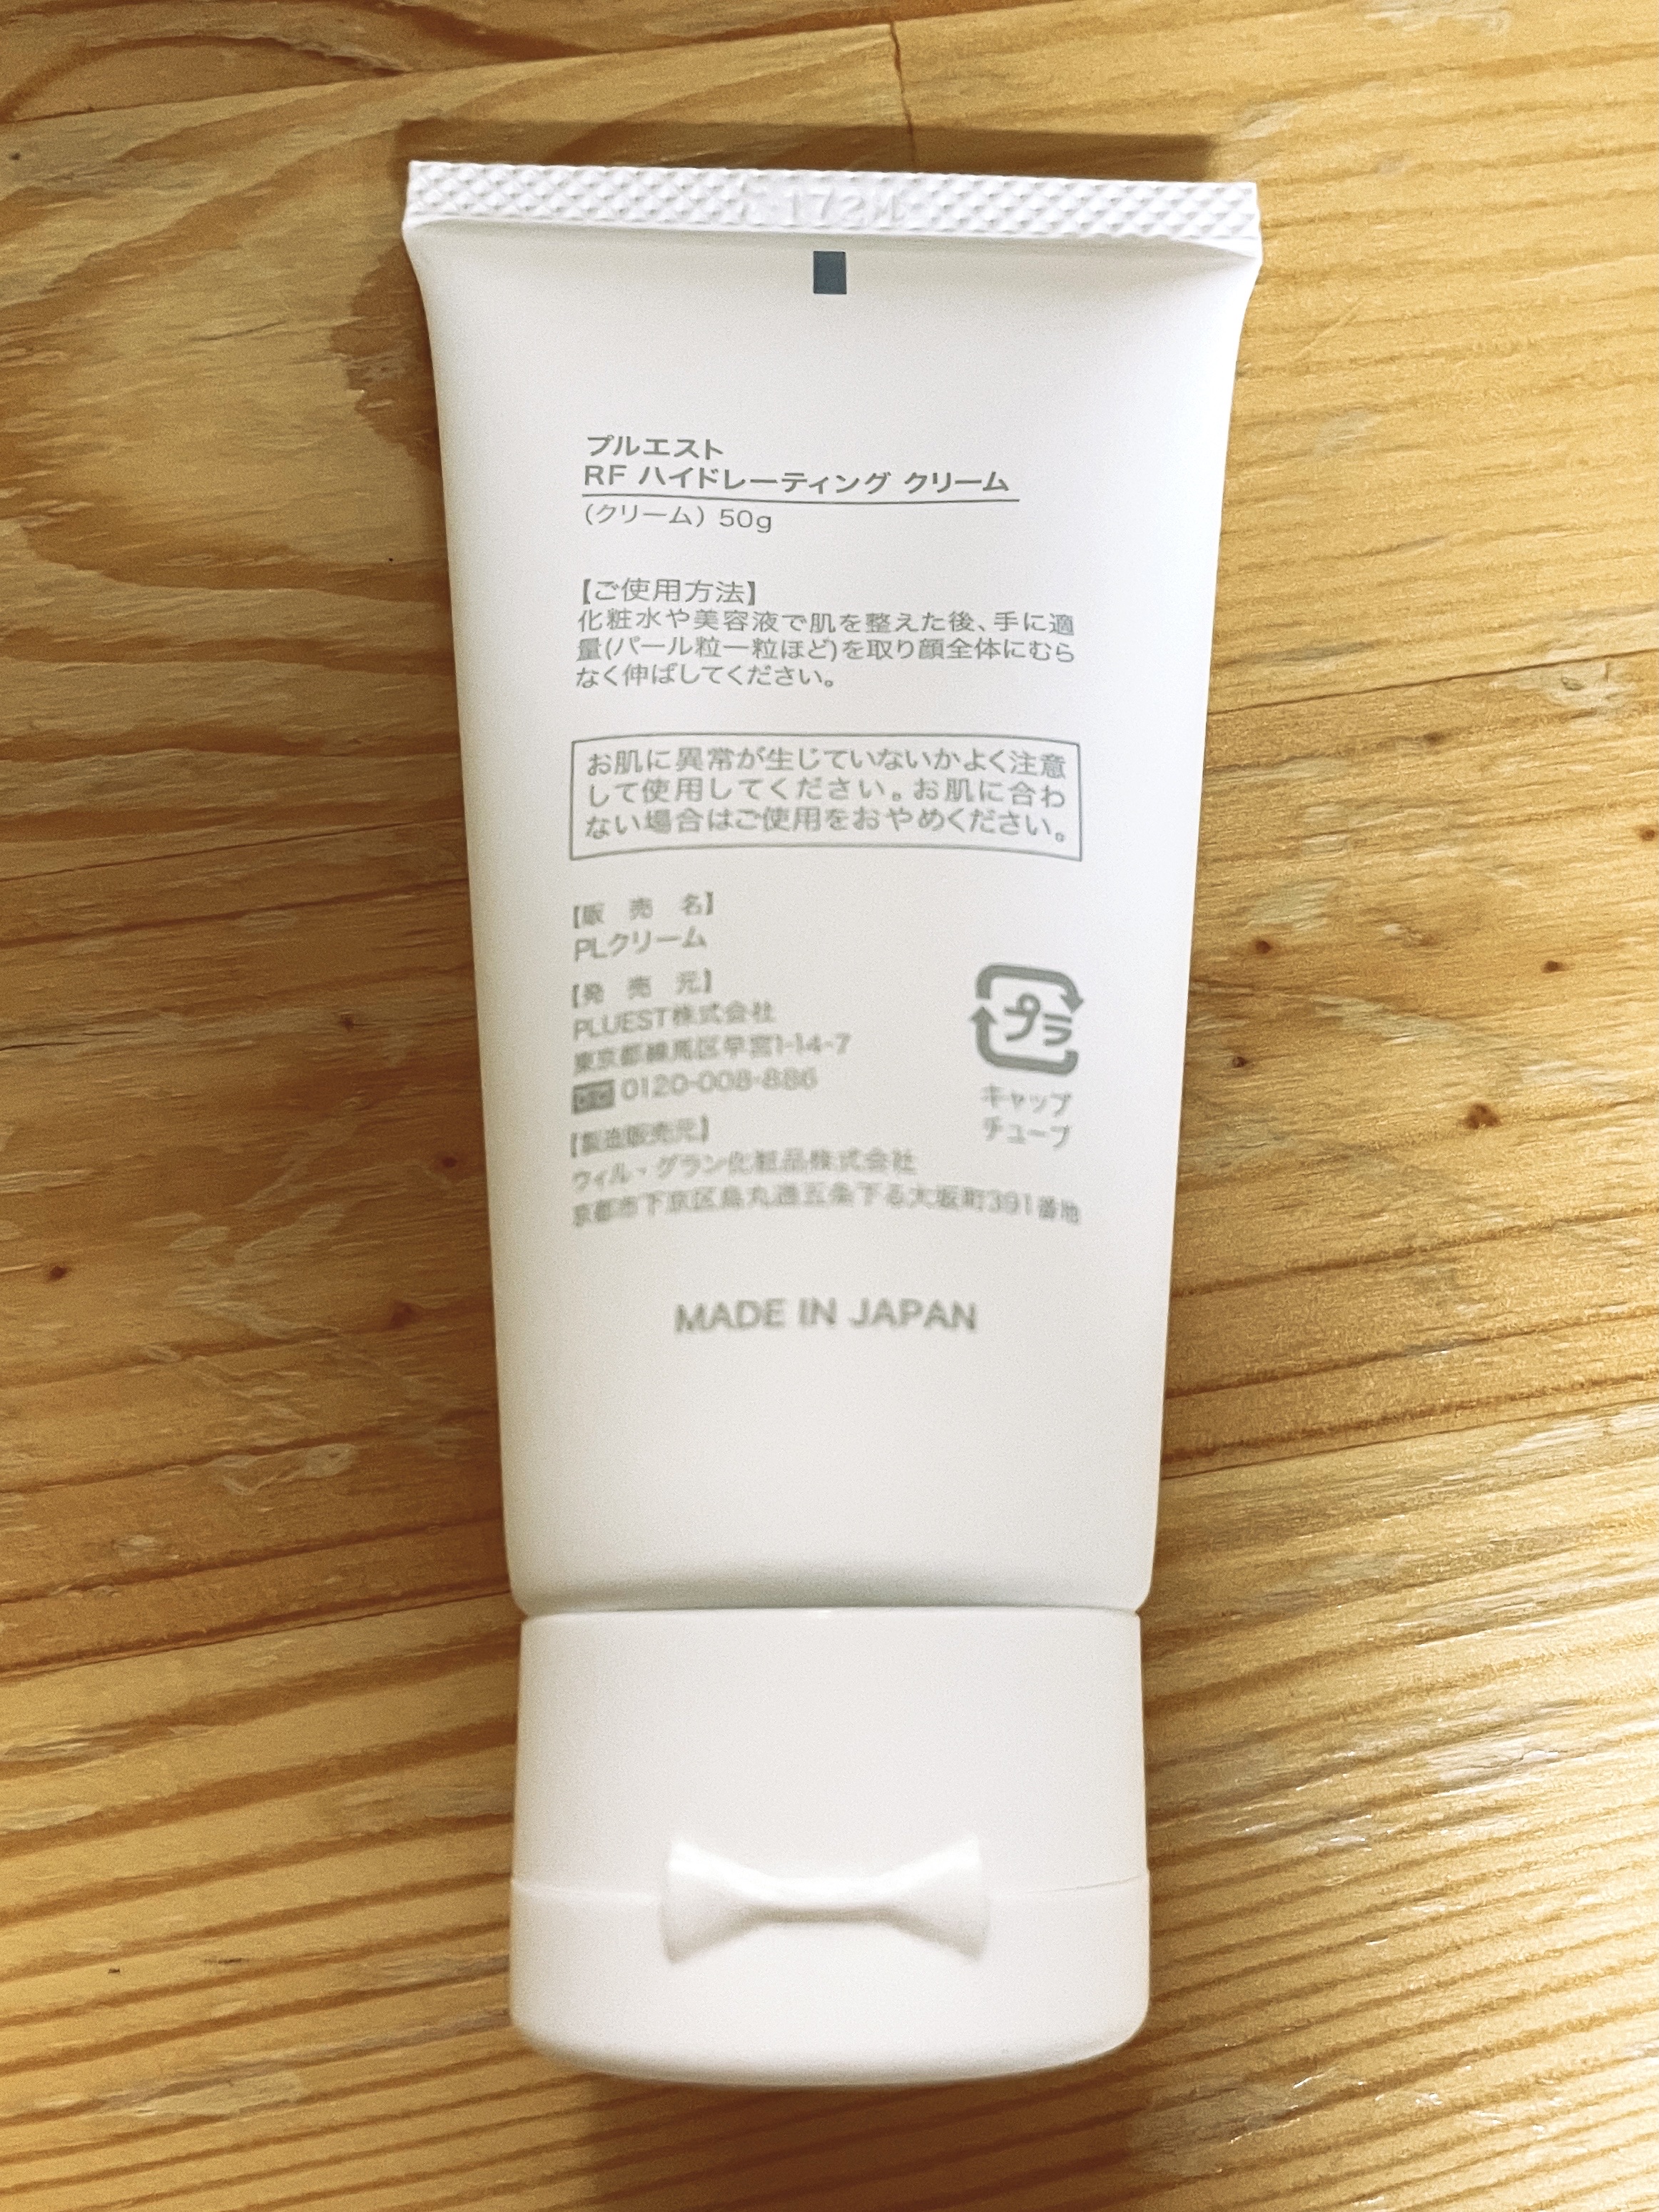 プルエスト
RF ハイドレーティング クリーム
(クリーム) 50g
【ご使用方法】
化粧水や美容液で肌を整えた後、手に適
量(パール粒一粒ほど)を取り顔全体にむら
なく伸ばしてください。
お肌に異常が生じていないかよく注意
して使用してください。お肌に合わ
ない場合はご使用をおやめください。
【販 売 名】
PLクリーム
【発 売 元】
PLUEST株式会社
東京都練馬区早宮1-14-7
0120-008-886
【製造販売元】
ウィル・グラン化粧品株式会社
京都市下京区烏丸通五条下る大坂町391番地
プラ
キャップ
チューブ
MADE IN JAPAN